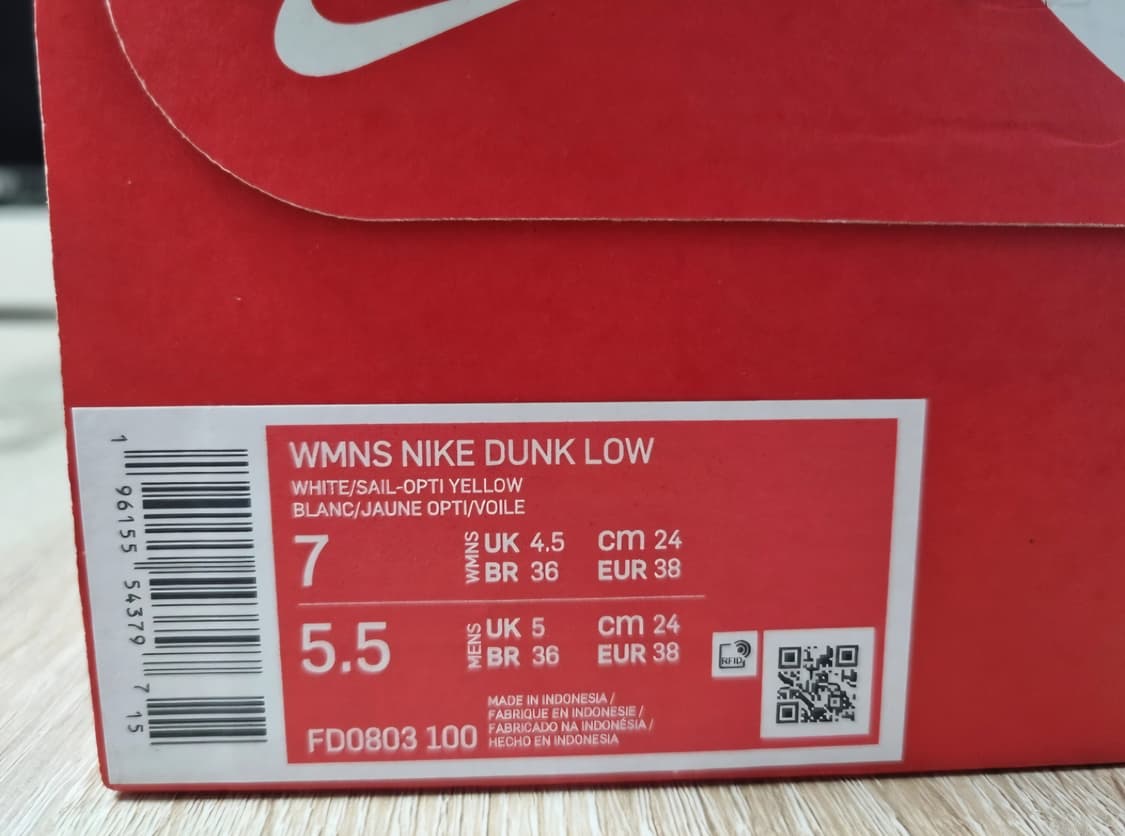 WMNS NIKE DUNK LOW
WHITE/SAIL-OPTI YELLOW
BLANC/JAUNE OPTI/VOILE
7 WMNS UK 4.5 cm 24
BR 36 EUR 38
5.5 MENS UK 5 cm 24
BR 36 EUR 38
RFID
FD0803 100
MADE IN INDONESIA /
FABRIQUE EN INDONESIE /
FABRICADO NA INDONÉSIA /
HECHO EN INDONESIA
1 96155 54379 7 15